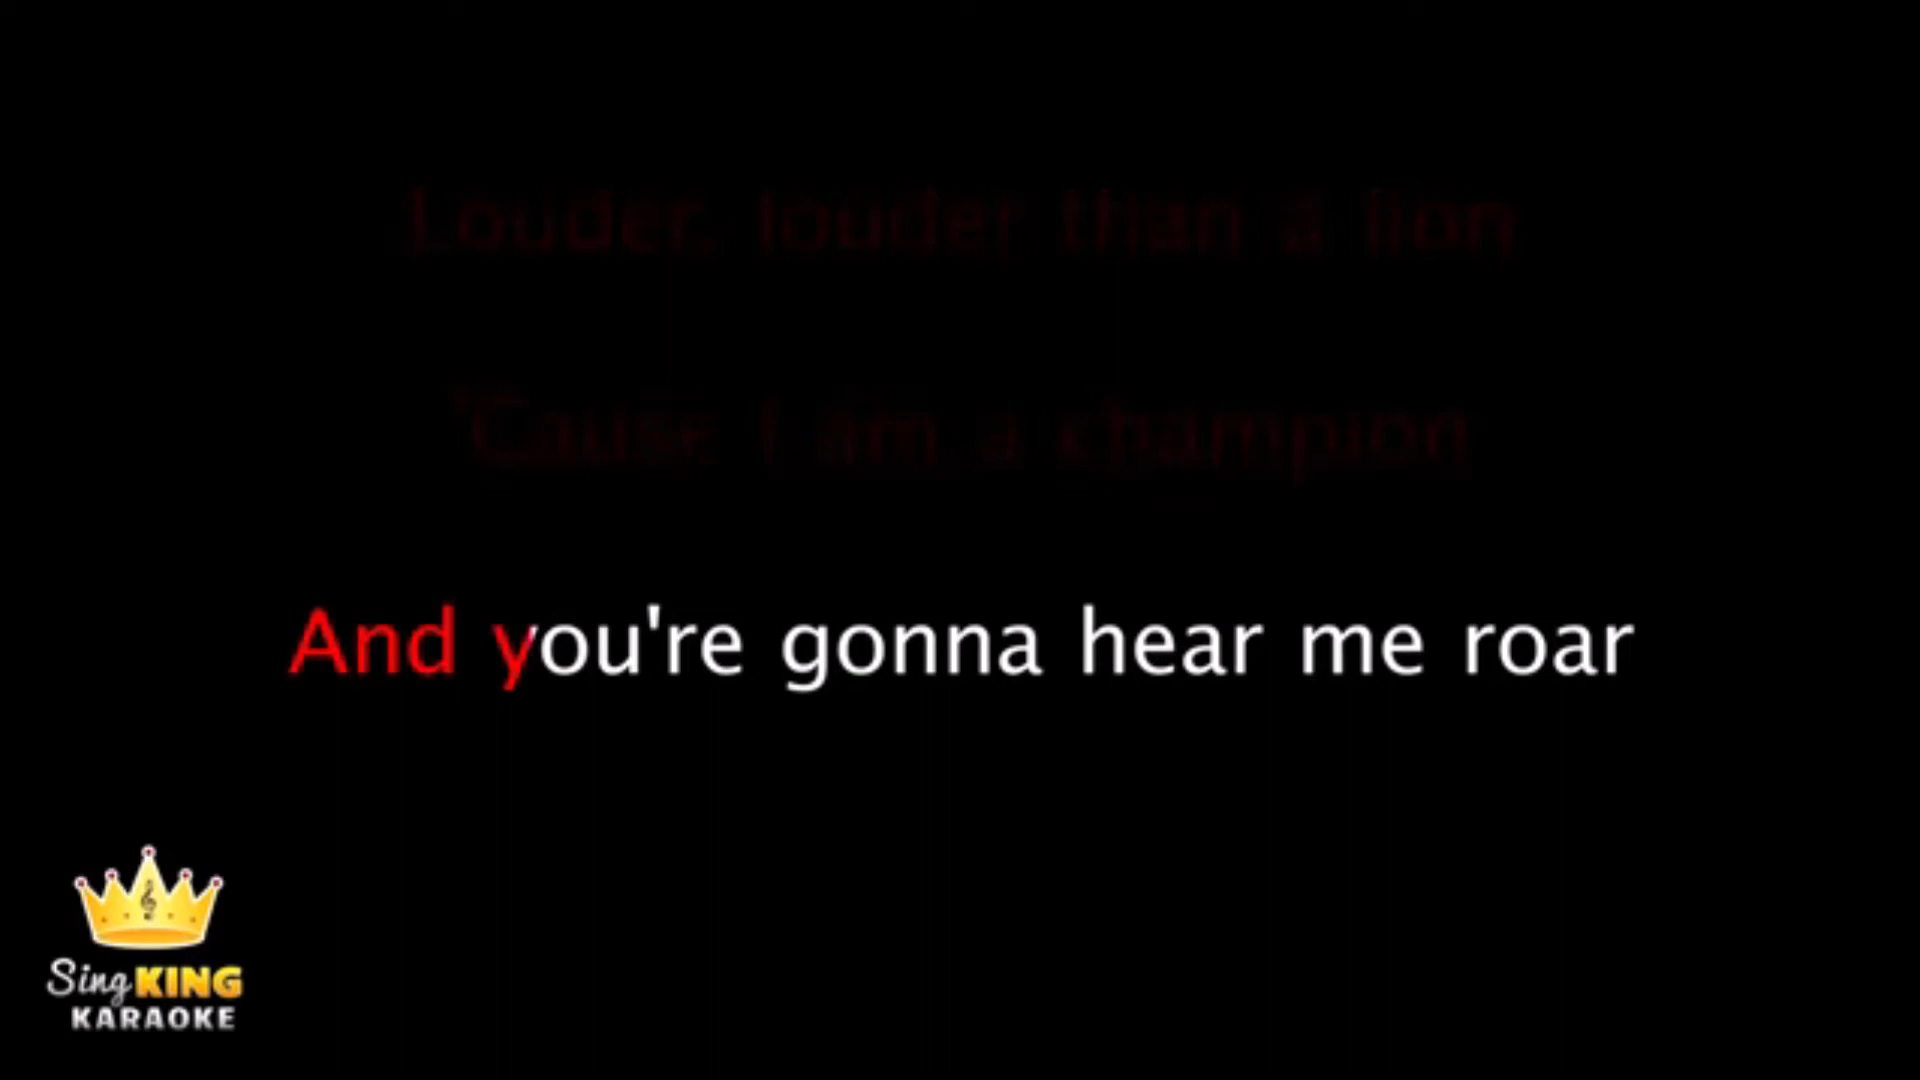 Louder, louder than a lion
'Cause I am a champion
And you're gonna hear me roar
Sing KING
KARAOKE